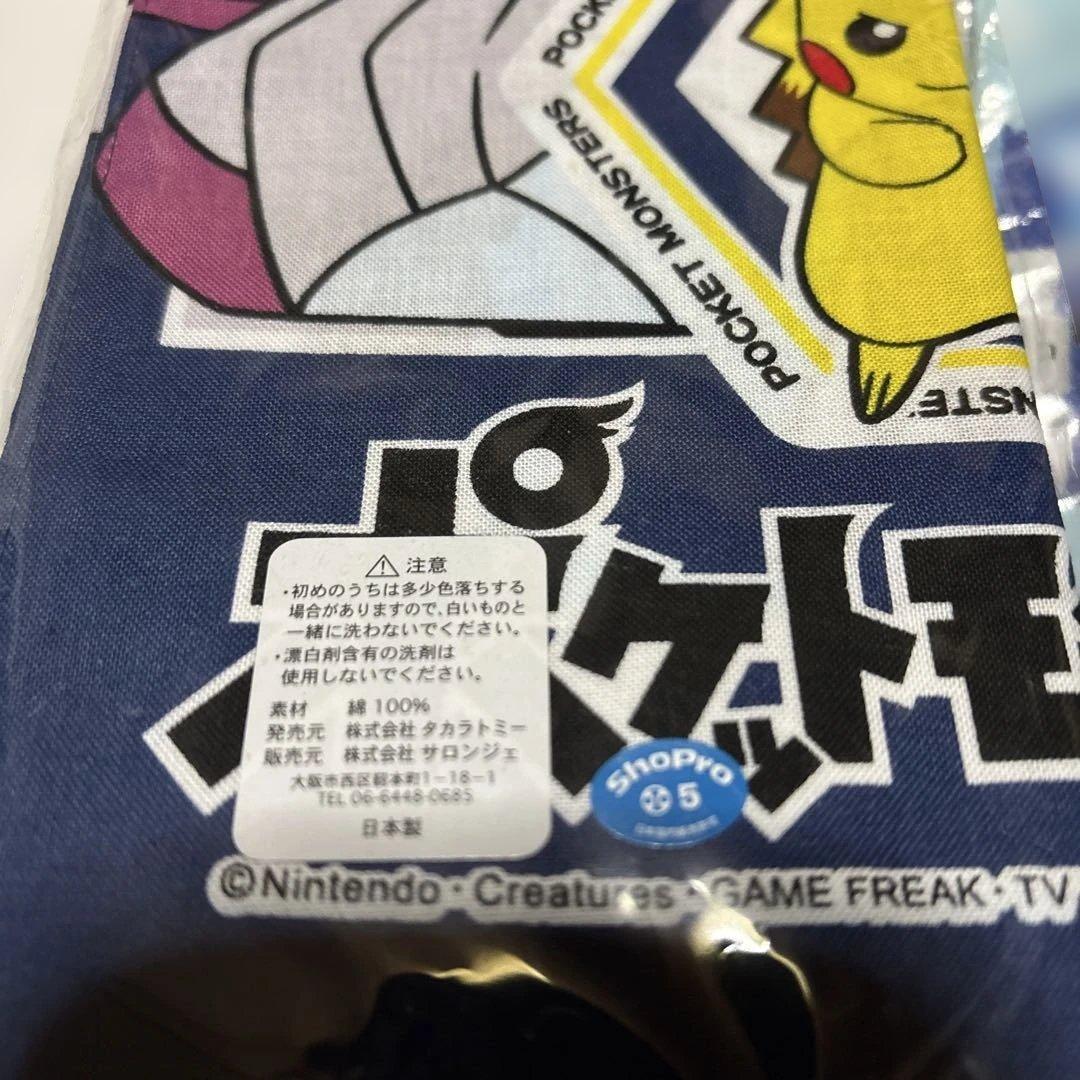 POCK
POCKET MONSTERS
NSTE
ポケットモ
⚠ 注意
・初めのうちは多少色落ちする
場合がありますので、白いものと
一緒に洗わないでください。
・漂白剤含有の洗剤は
使用しないでください。
素材 綿 100%
発売元 株式会社 タカラトミー
販売元 株式会社 サロンジェ
大阪市西区靱本町1-18-1
TEL 06-6448-0685
日本製
ShoPro
5
©Nintendo・Creatures・GAME FREAK・TV